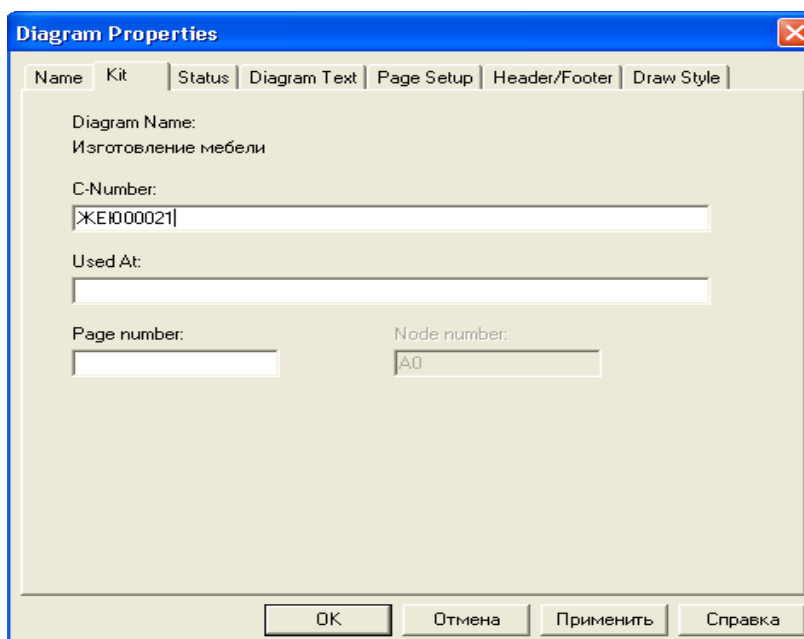 Diagram Properties
Name Kit Status Diagram Text Page Setup Header/Footer Draw Style
Diagram Name:
Изготовление мебели
C-Number:
ЖЕЮ00021
Used At:
Page number: Node number:
A0
OK Отмена Применить Справка